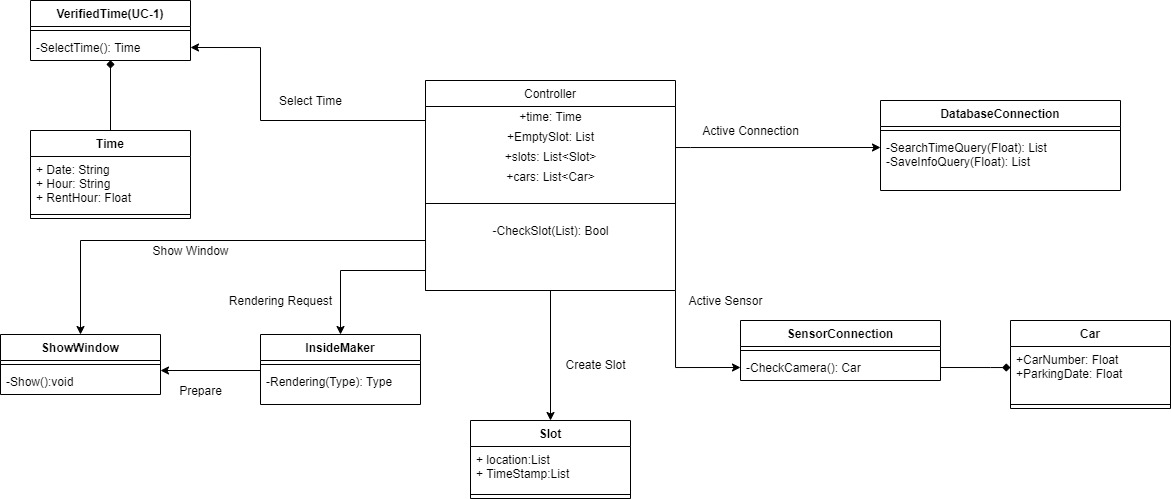 VerifiedTime(UC-1)
-SelectTime(): Time
Time
+ Date: String
+ Hour: String
+ RentHour: Float
Select Time
Controller
+time: Time
+EmptySlot: List
+slots: List<Slot>
+cars: List<Car>
-CheckSlot(List): Bool
Active Connection
DatabaseConnection
-SearchTimeQuery(Float): List
-SaveInfoQuery(Float): List
Show Window
Rendering Request
Active Sensor
ShowWindow
-Show():void
Prepare
InsideMaker
-Rendering(Type): Type
Create Slot
SensorConnection
-CheckCamera(): Car
Car
+CarNumber: Float
+ParkingDate: Float
Slot
+ location:List
+ TimeStamp:List